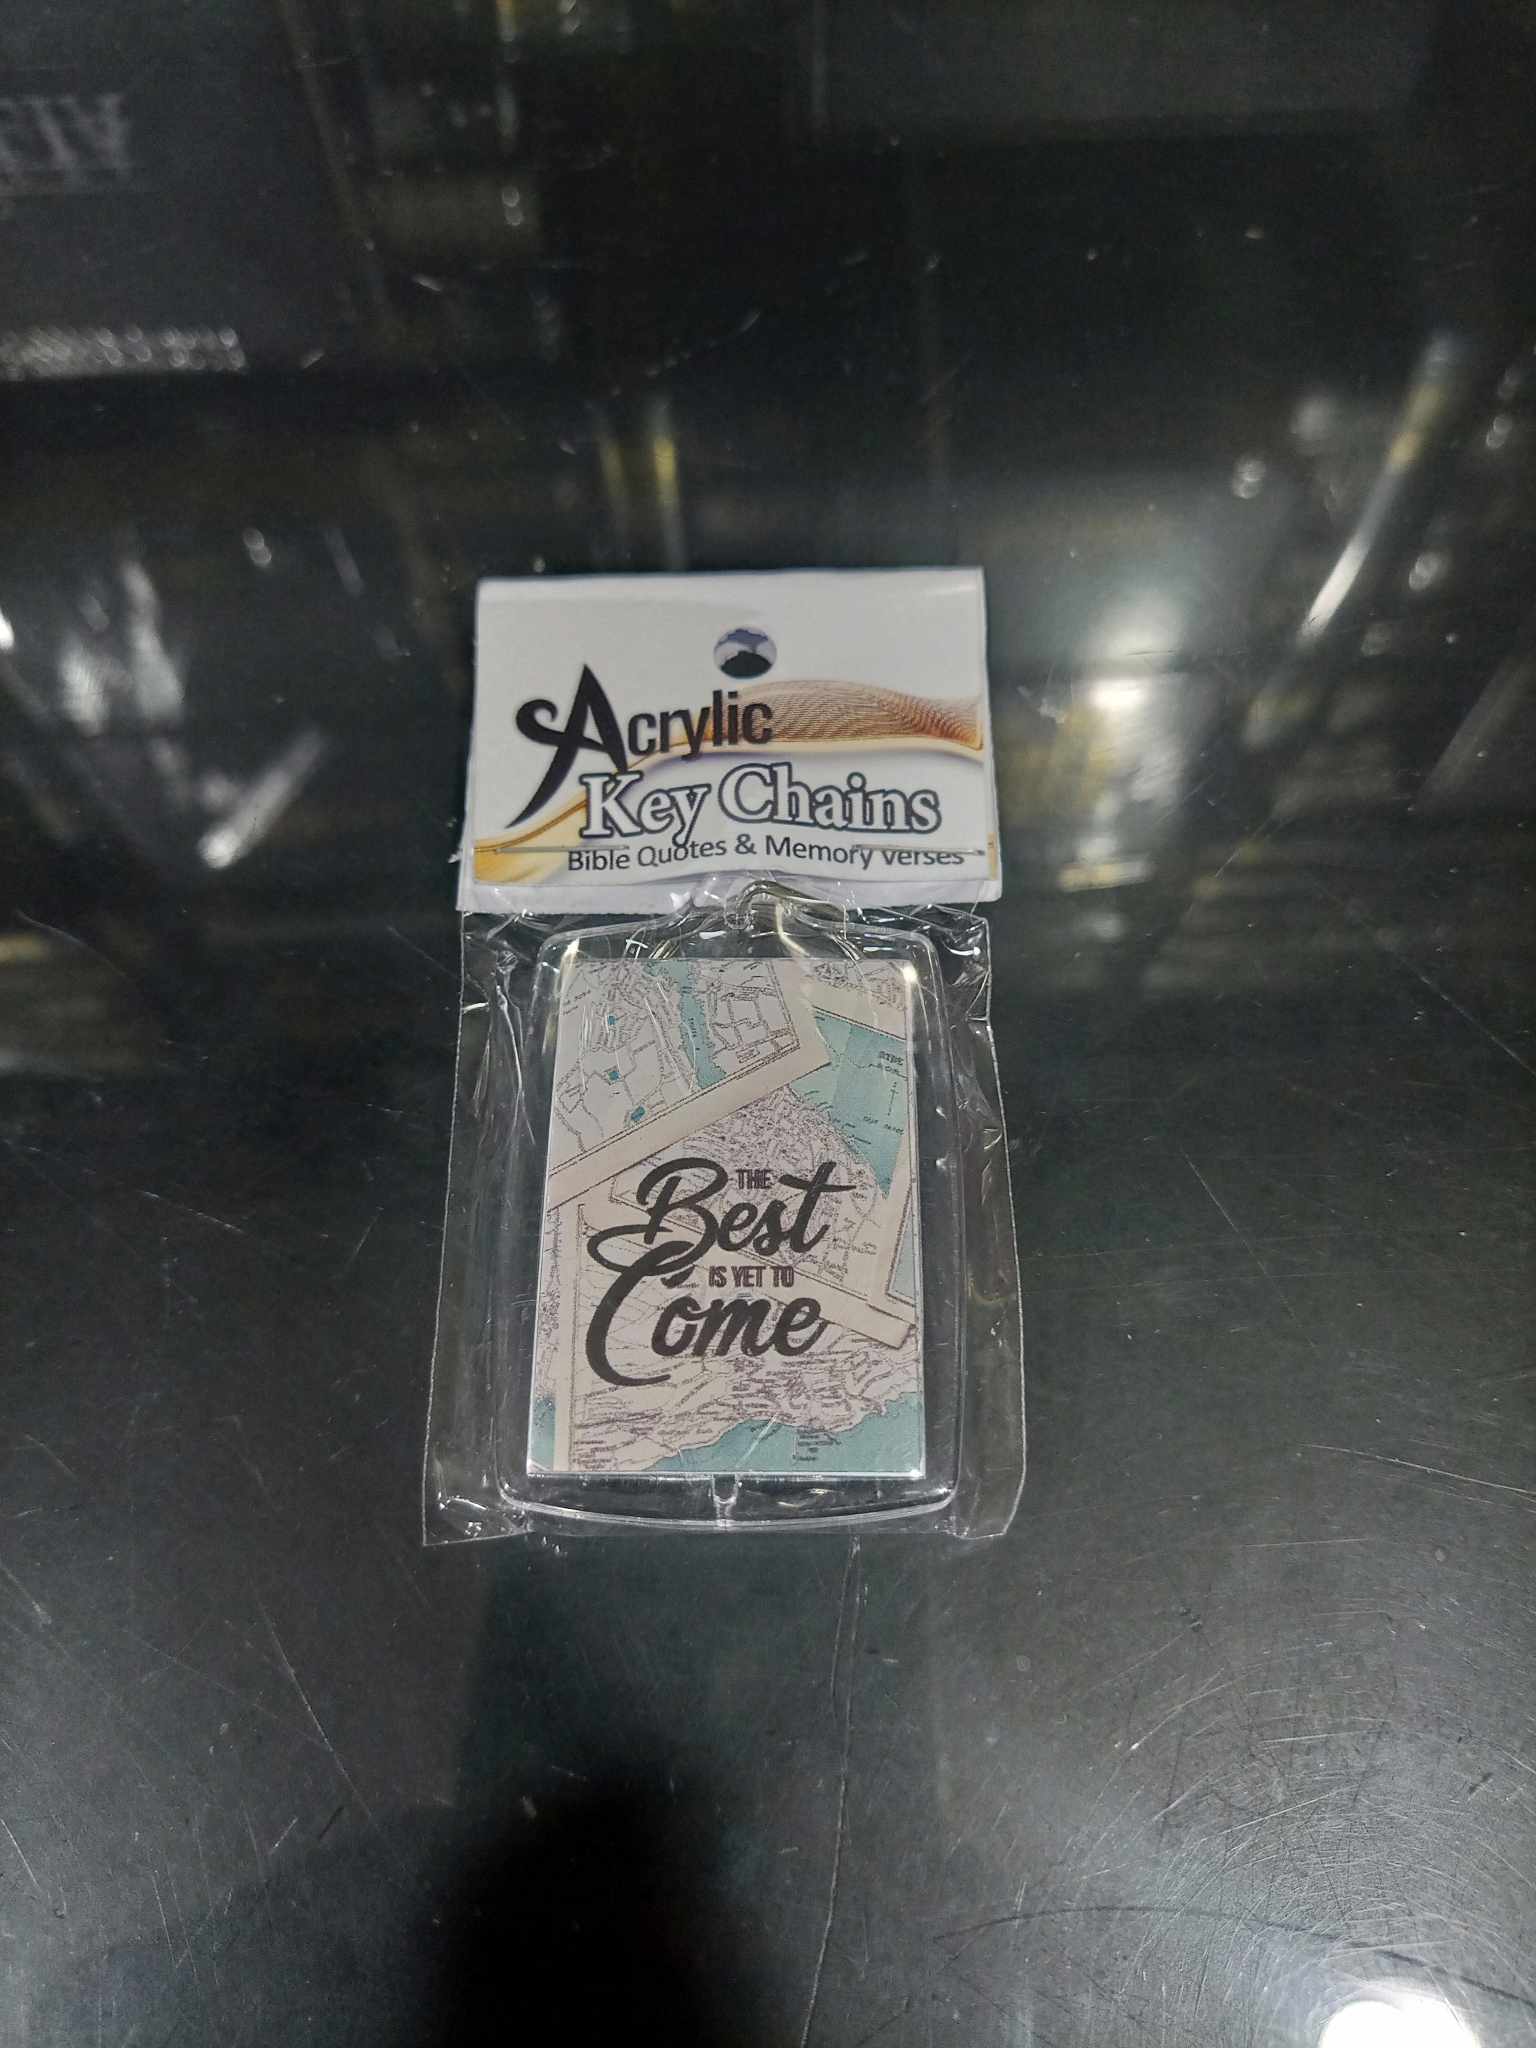 Acrylic
Key Chains
Bible Quotes & Memory Verses
THE
Best
IS YET TO
Come